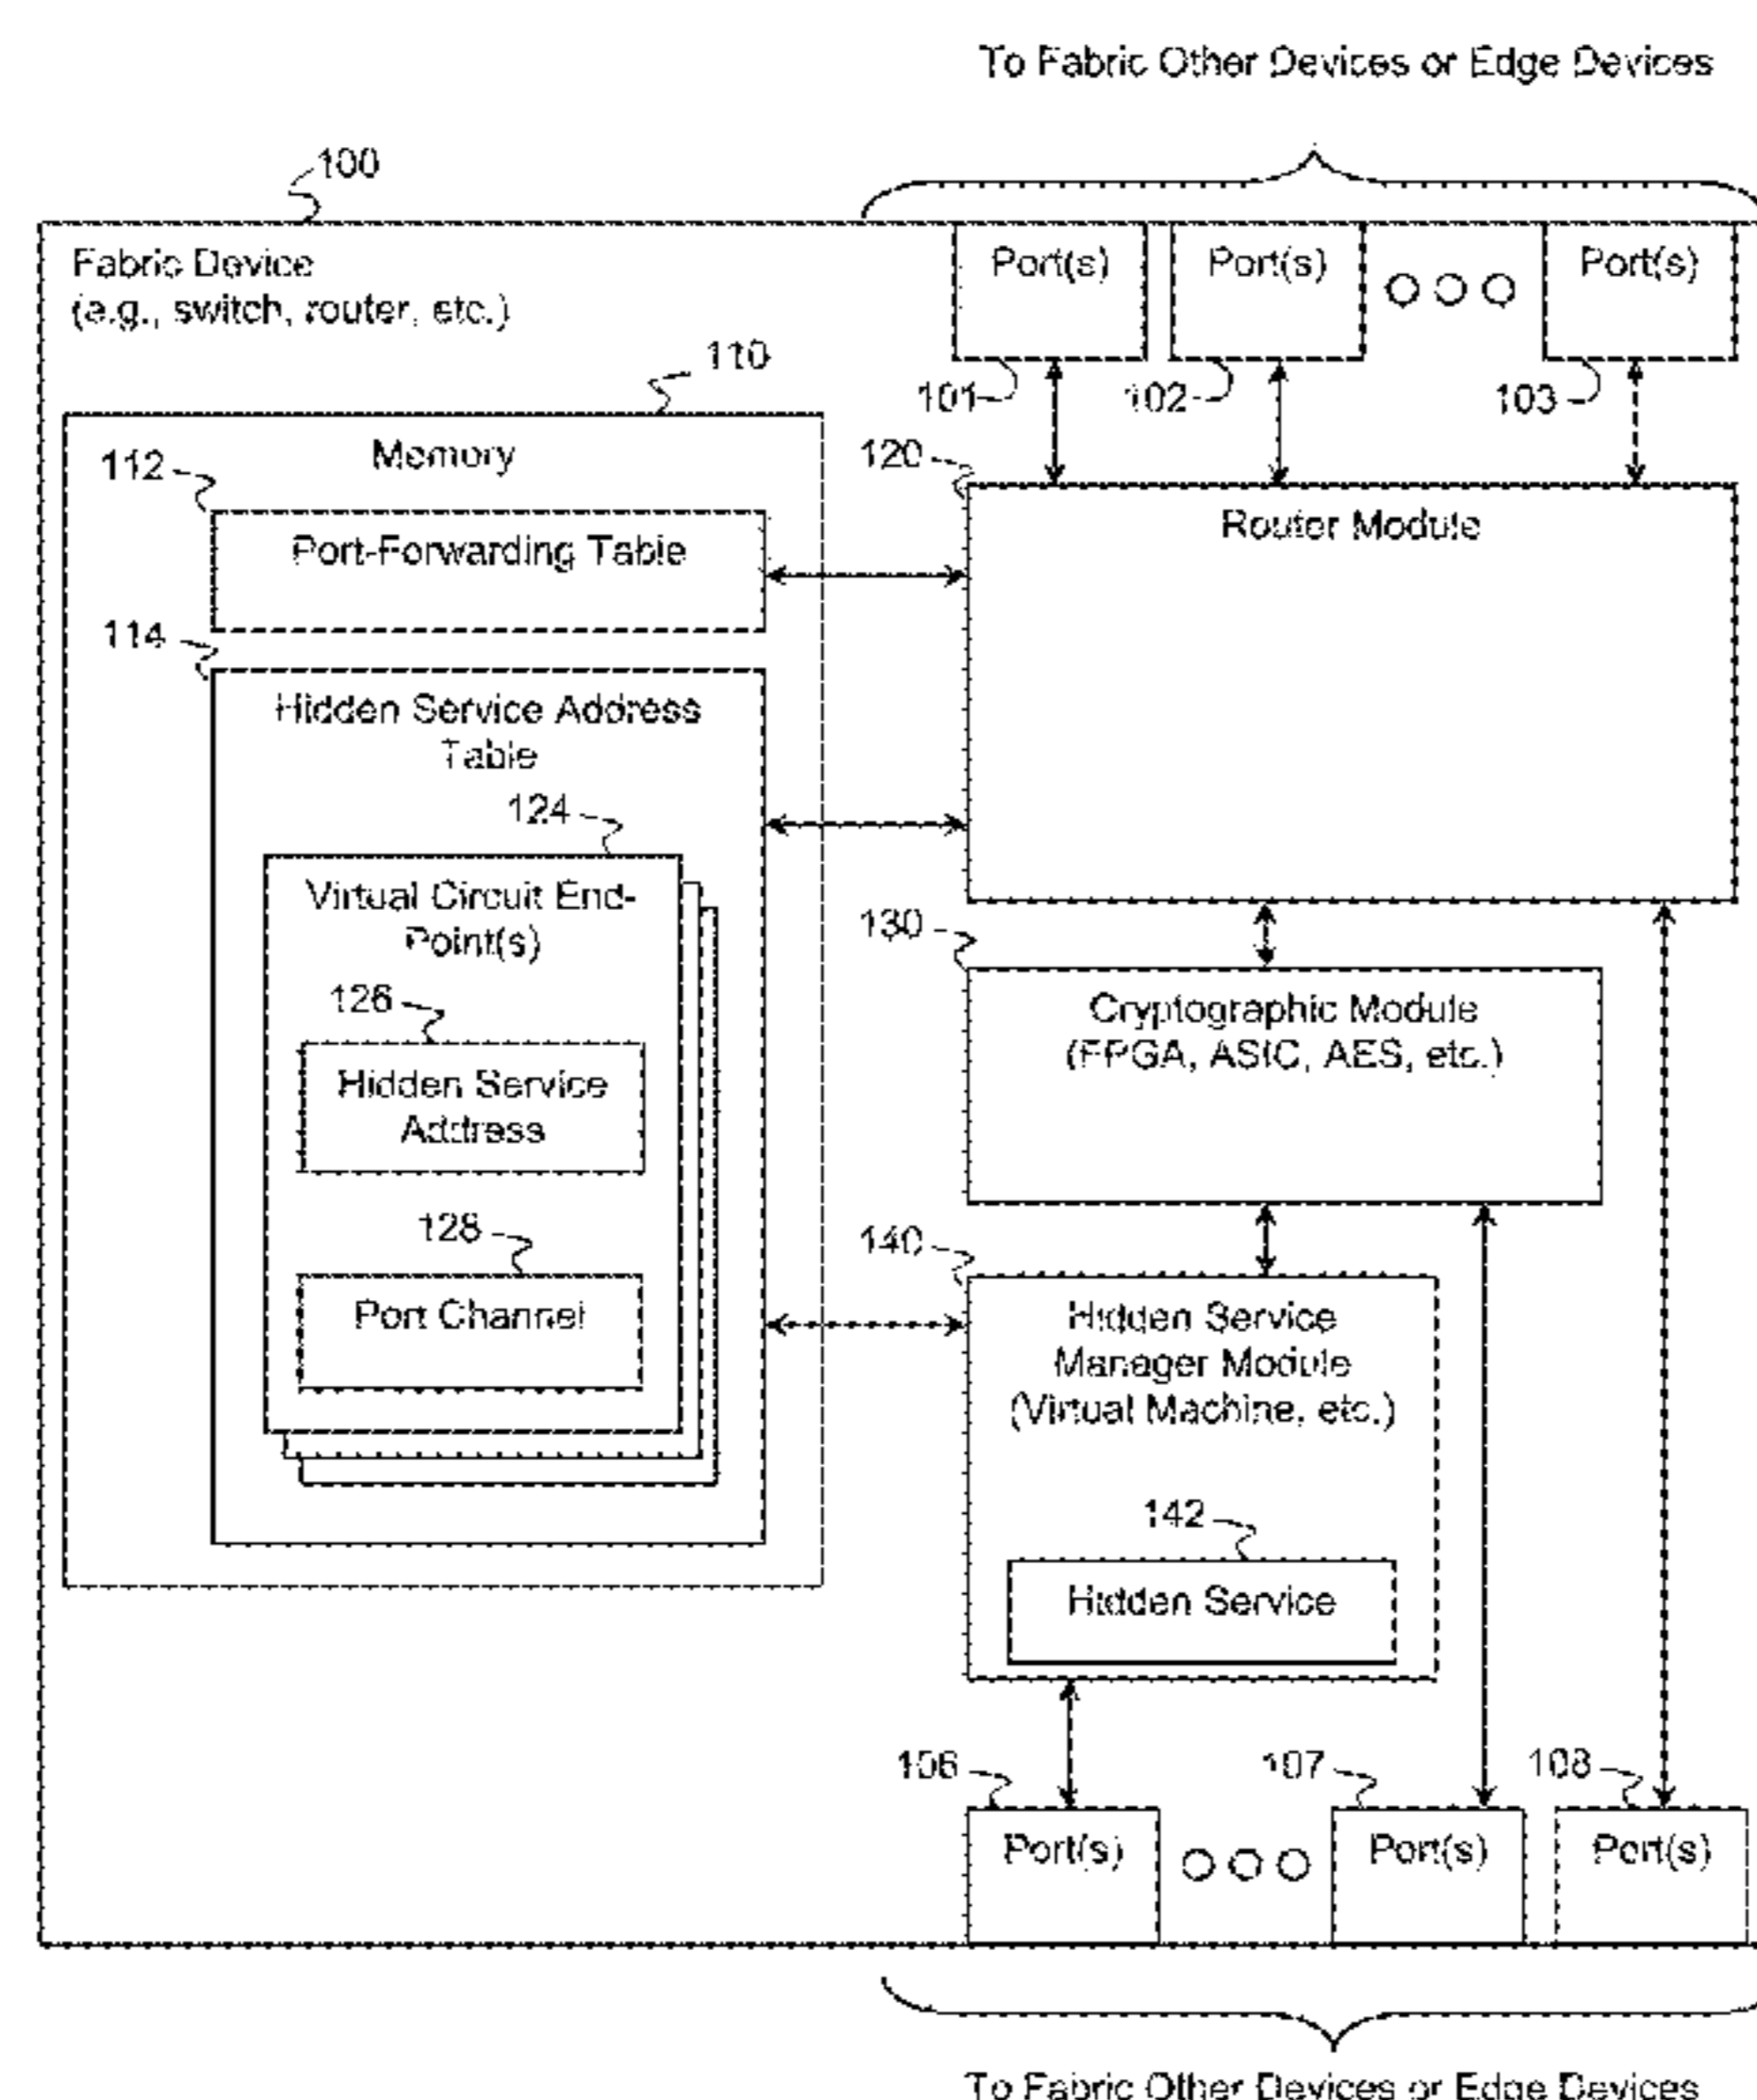 To Fabric Other Devices or Edge Devices
100
Fabric Device
(e.g., switch, router, etc.)
Port(s)
Port(s)
Port(s)
101
102
103
110
Memory
112
Port-Forwarding Table
114
Hidden Service Address
Table
124
Virtual Circuit End-
Point(s)
126
Hidden Service
Address
128
Port Channel
120
Router Module
130
Cryptographic Module
(FPGA, ASIC, AES, etc.)
140
Hidden Service
Manager Module
(Virtual Machine, etc.)
142
Hidden Service
106
107
108
Port(s)
Port(s)
Port(s)
To Fabric Other Devices or Edge Devices